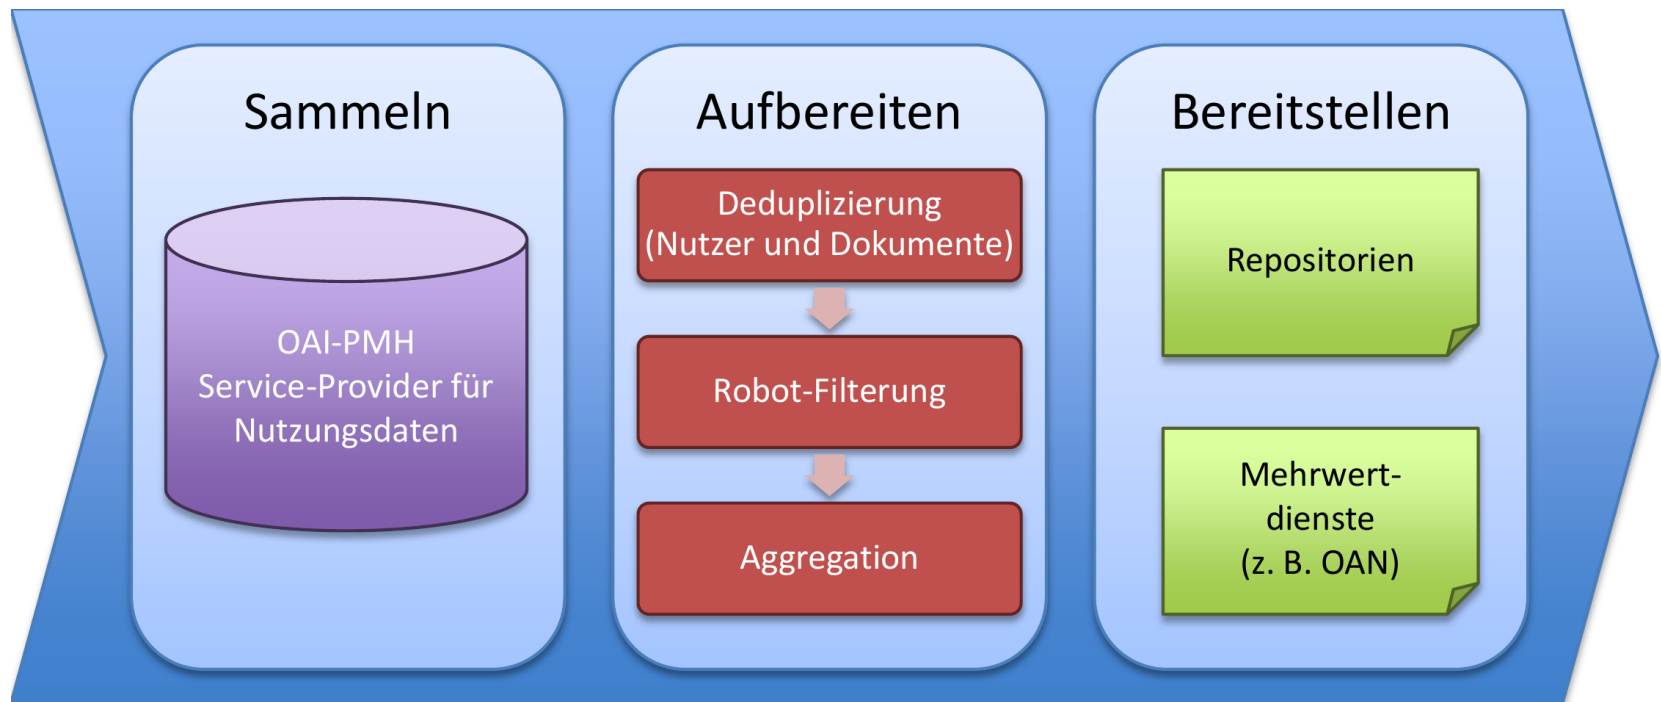 Sammeln
OAI-PMH
Service-Provider für
Nutzungsdaten
Aufbereiten
Deduplizierung
(Nutzer und Dokumente)
Robot-Filterung
Aggregation
Bereitstellen
Repositorien
Mehrwert-
dienste
(z. B. OAN)